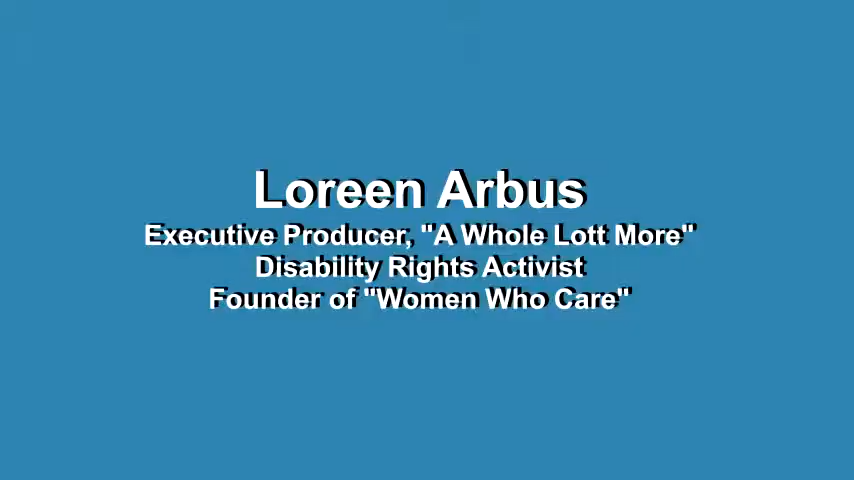 Loreen Arbus
Executive Producer, "A Whole Lott More"
Disability Rights Activist
Founder of "Women Who Care"